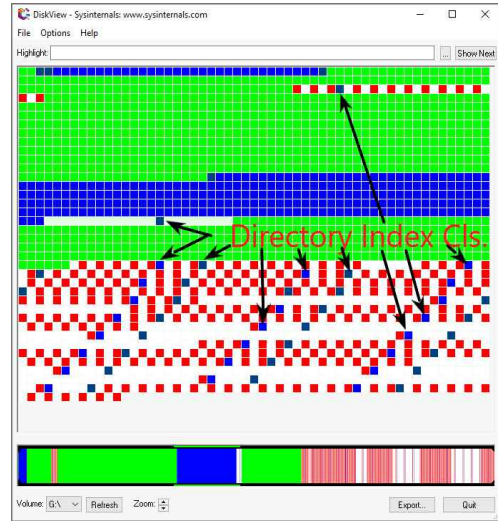 DiskView - Sysinternals: www.sysinternals.com
File Options Help
Highlight: ... Show Next
Directory Index Cls.
Volume: G:\ Refresh Zoom: Export... Quit